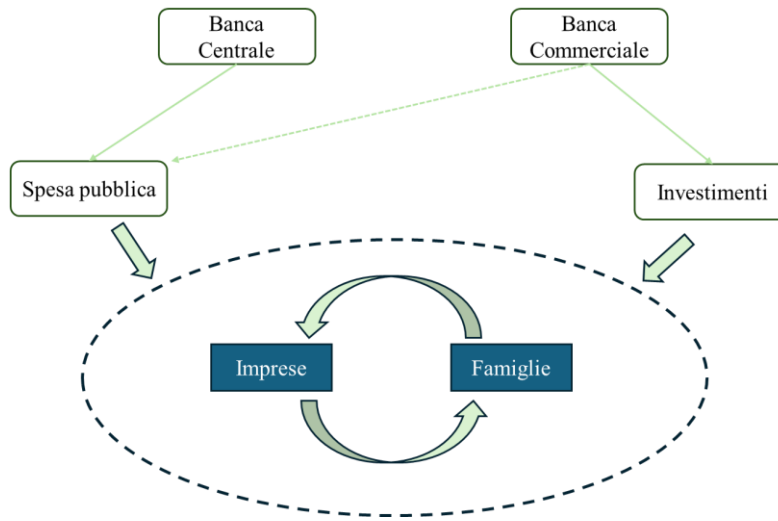 Banca
Centrale
Banca
Commerciale
Spesa pubblica
Investimenti
Imprese
Famiglie